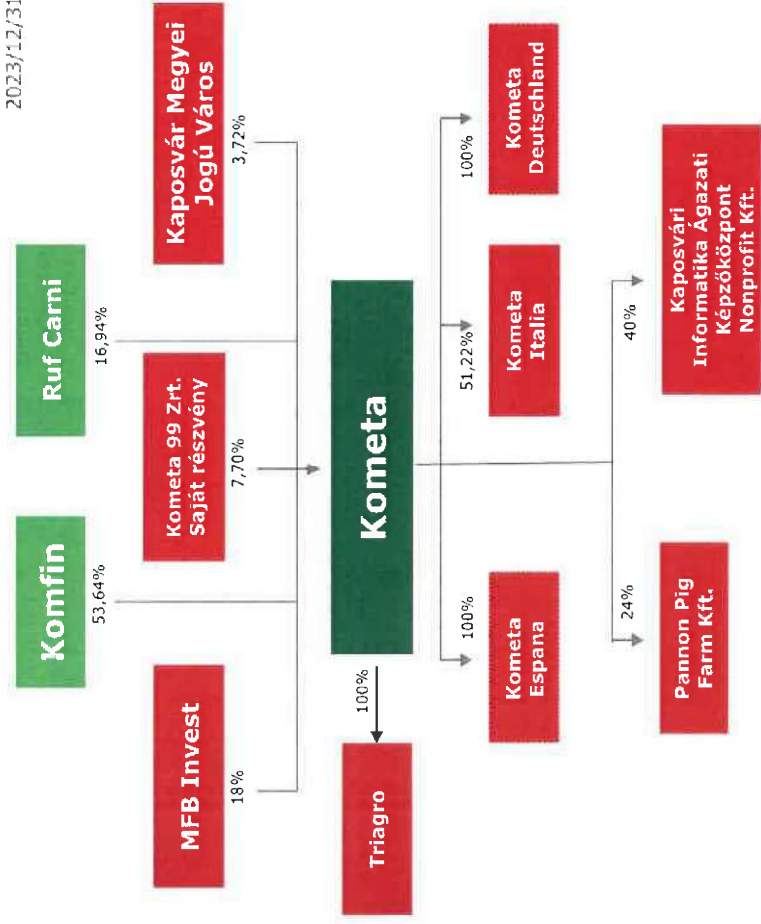 2023/12/31
Komfin
53,64%
Ruf Carni
16,94%
MFB Invest
18%
Kometa 99 Zrt.
Saját részvény
7,70%
Kaposvár Megyei
Jogú Város
3,72%
Kometa
100%
Triagro
100%
Kometa
Espana
51,22%
Kometa
Italia
100%
Kometa
Deutschland
24%
Pannon Pig
Farm Kft.
40%
Kaposvári
Informatika Ágazati
Képzőközpont
Nonprofit Kft.